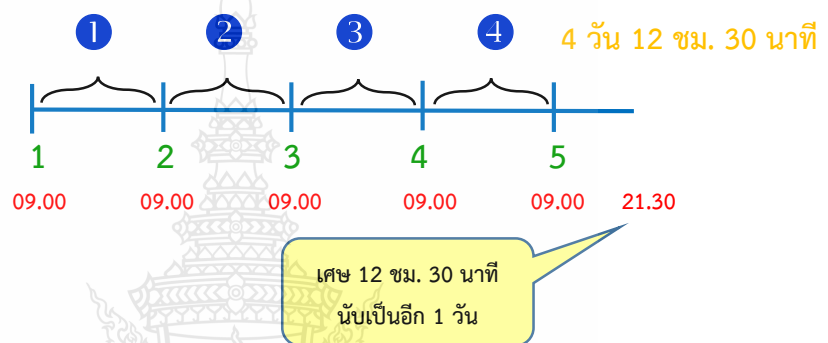 1 2 3 4 4 วัน 12 ชม. 30 นาที
1 2 3 4 5
09.00 09.00 09.00 09.00 09.00 21.30
เศษ 12 ชม. 30 นาที
นับเป็นอีก 1 วัน